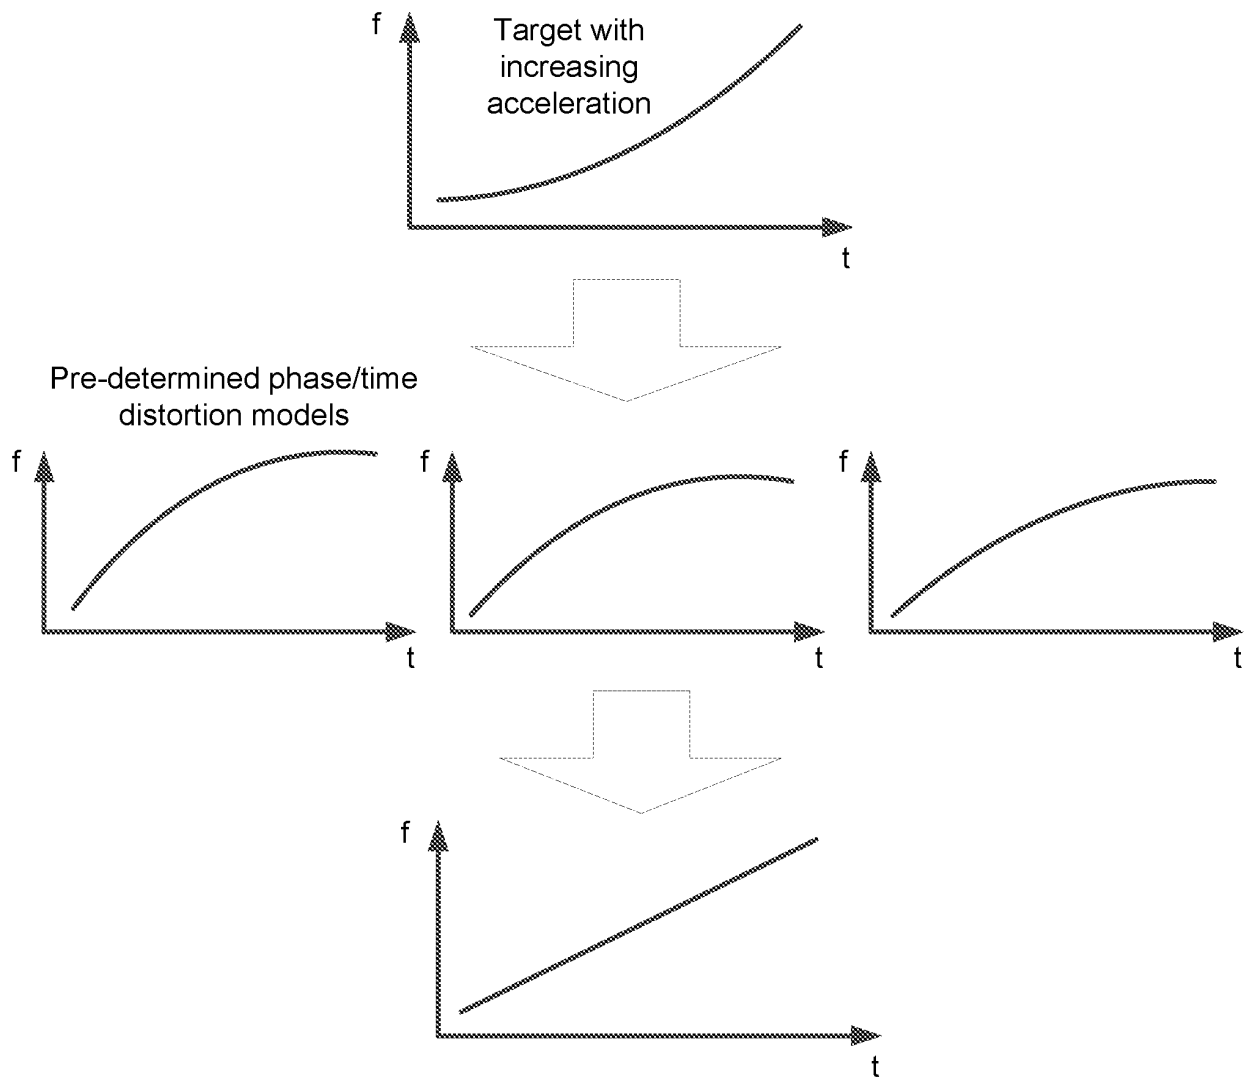 f
Target with
increasing
acceleration
t
Pre-determined phase/time
distortion models
f
t
f
t
f
t
f
t